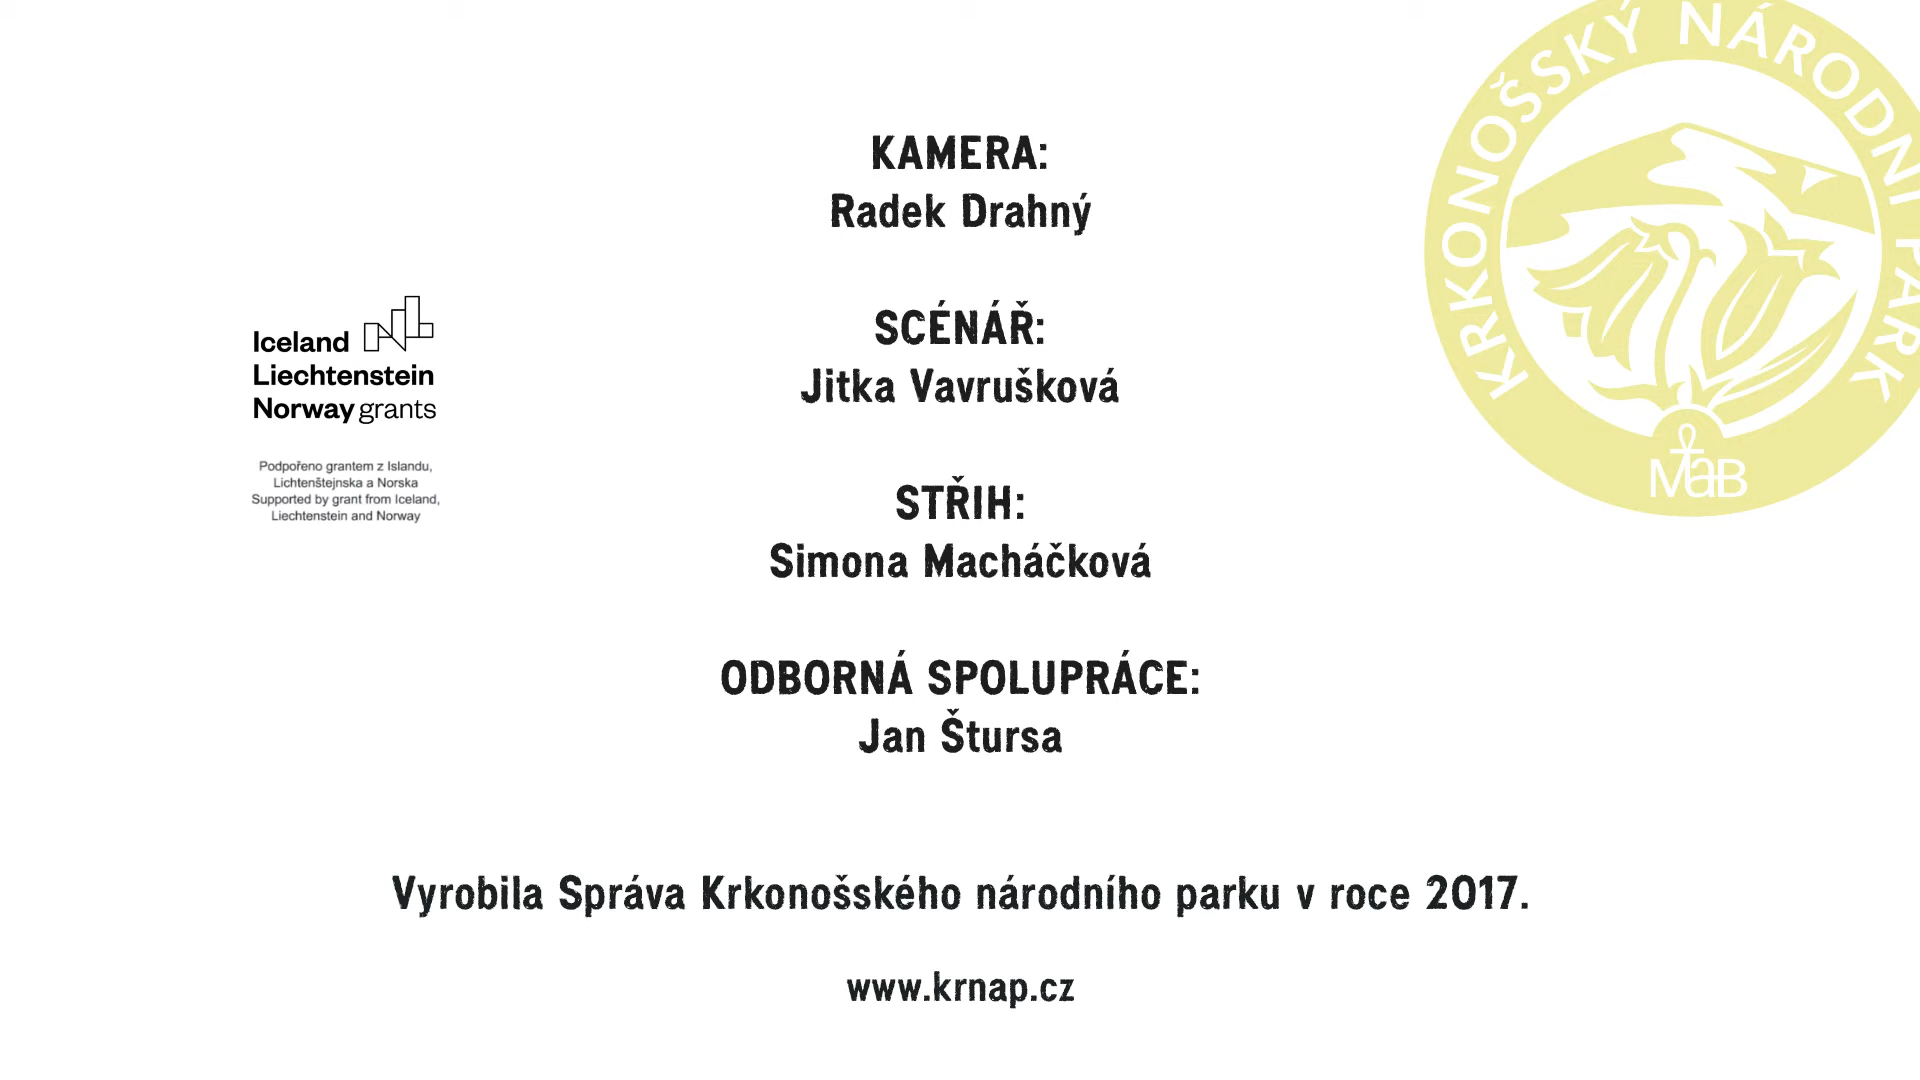 KRKONOŠSKÝ NÁRODNÍ PARK
MaB
KAMERA:
Radek Drahný
SCÉNÁŘ:
Jitka Vavrušková
STŘIH:
Simona Macháčková
ODBORNÁ SPOLUPRÁCE:
Jan Štursa
Iceland
Liechtenstein
Norway grants
Podpořeno grantem z Islandu,
Lichtenštejnska a Norska
Supported by grant from Iceland,
Liechtenstein and Norway
Vyrobila Správa Krkonošského národního parku v roce 2017.
www.krnap.cz